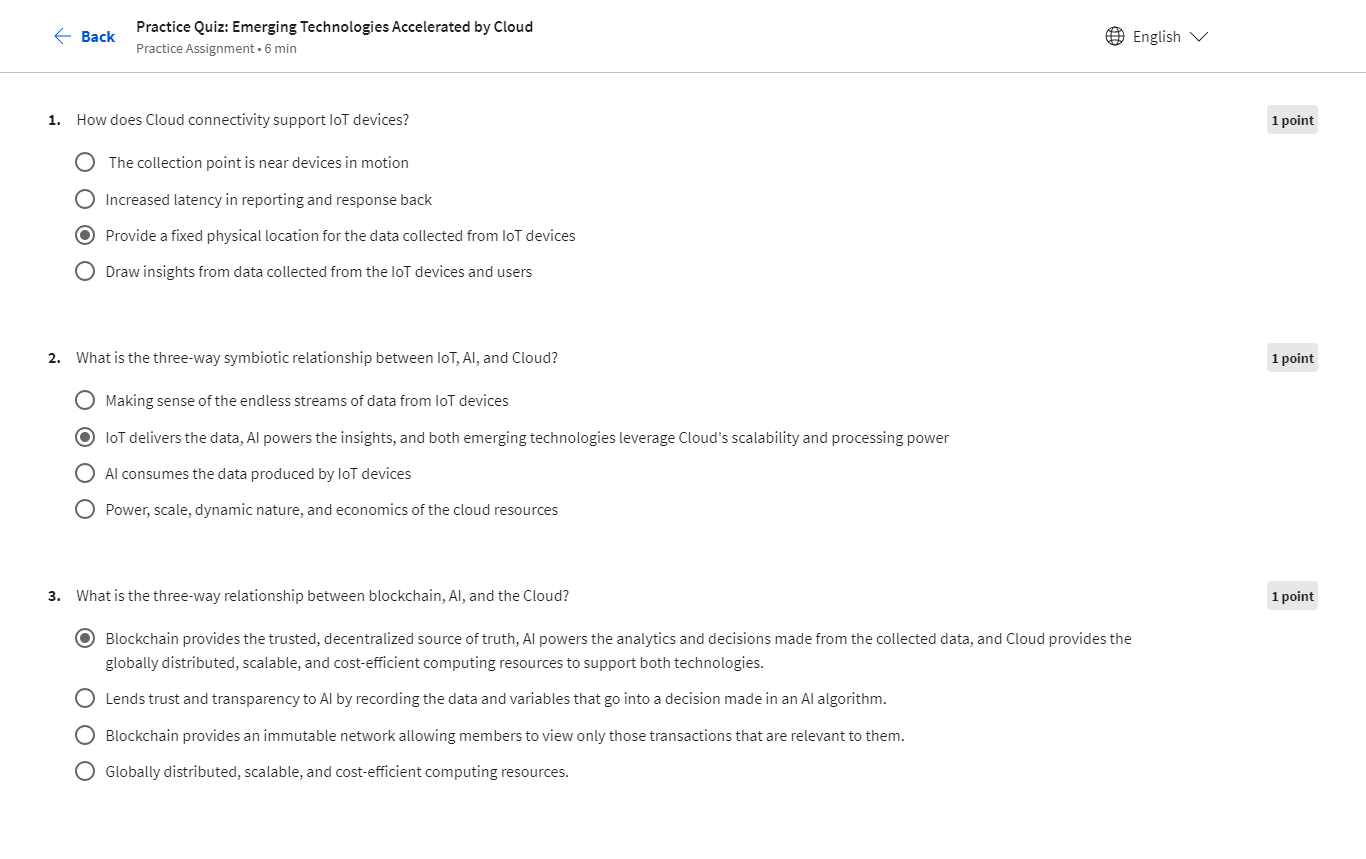 Back
Practice Quiz: Emerging Technologies Accelerated by Cloud
Practice Assignment • 6 min
English
1. How does Cloud connectivity support IoT devices?
1 point
The collection point is near devices in motion
Increased latency in reporting and response back
Provide a fixed physical location for the data collected from IoT devices
Draw insights from data collected from the IoT devices and users
2. What is the three-way symbiotic relationship between IoT, AI, and Cloud?
1 point
Making sense of the endless streams of data from IoT devices
IoT delivers the data, AI powers the insights, and both emerging technologies leverage Cloud's scalability and processing power
AI consumes the data produced by IoT devices
Power, scale, dynamic nature, and economics of the cloud resources
3. What is the three-way relationship between blockchain, AI, and the Cloud?
1 point
Blockchain provides the trusted, decentralized source of truth, AI powers the analytics and decisions made from the collected data, and Cloud provides the
globally distributed, scalable, and cost-efficient computing resources to support both technologies.
Lends trust and transparency to AI by recording the data and variables that go into a decision made in an AI algorithm.
Blockchain provides an immutable network allowing members to view only those transactions that are relevant to them.
Globally distributed, scalable, and cost-efficient computing resources.